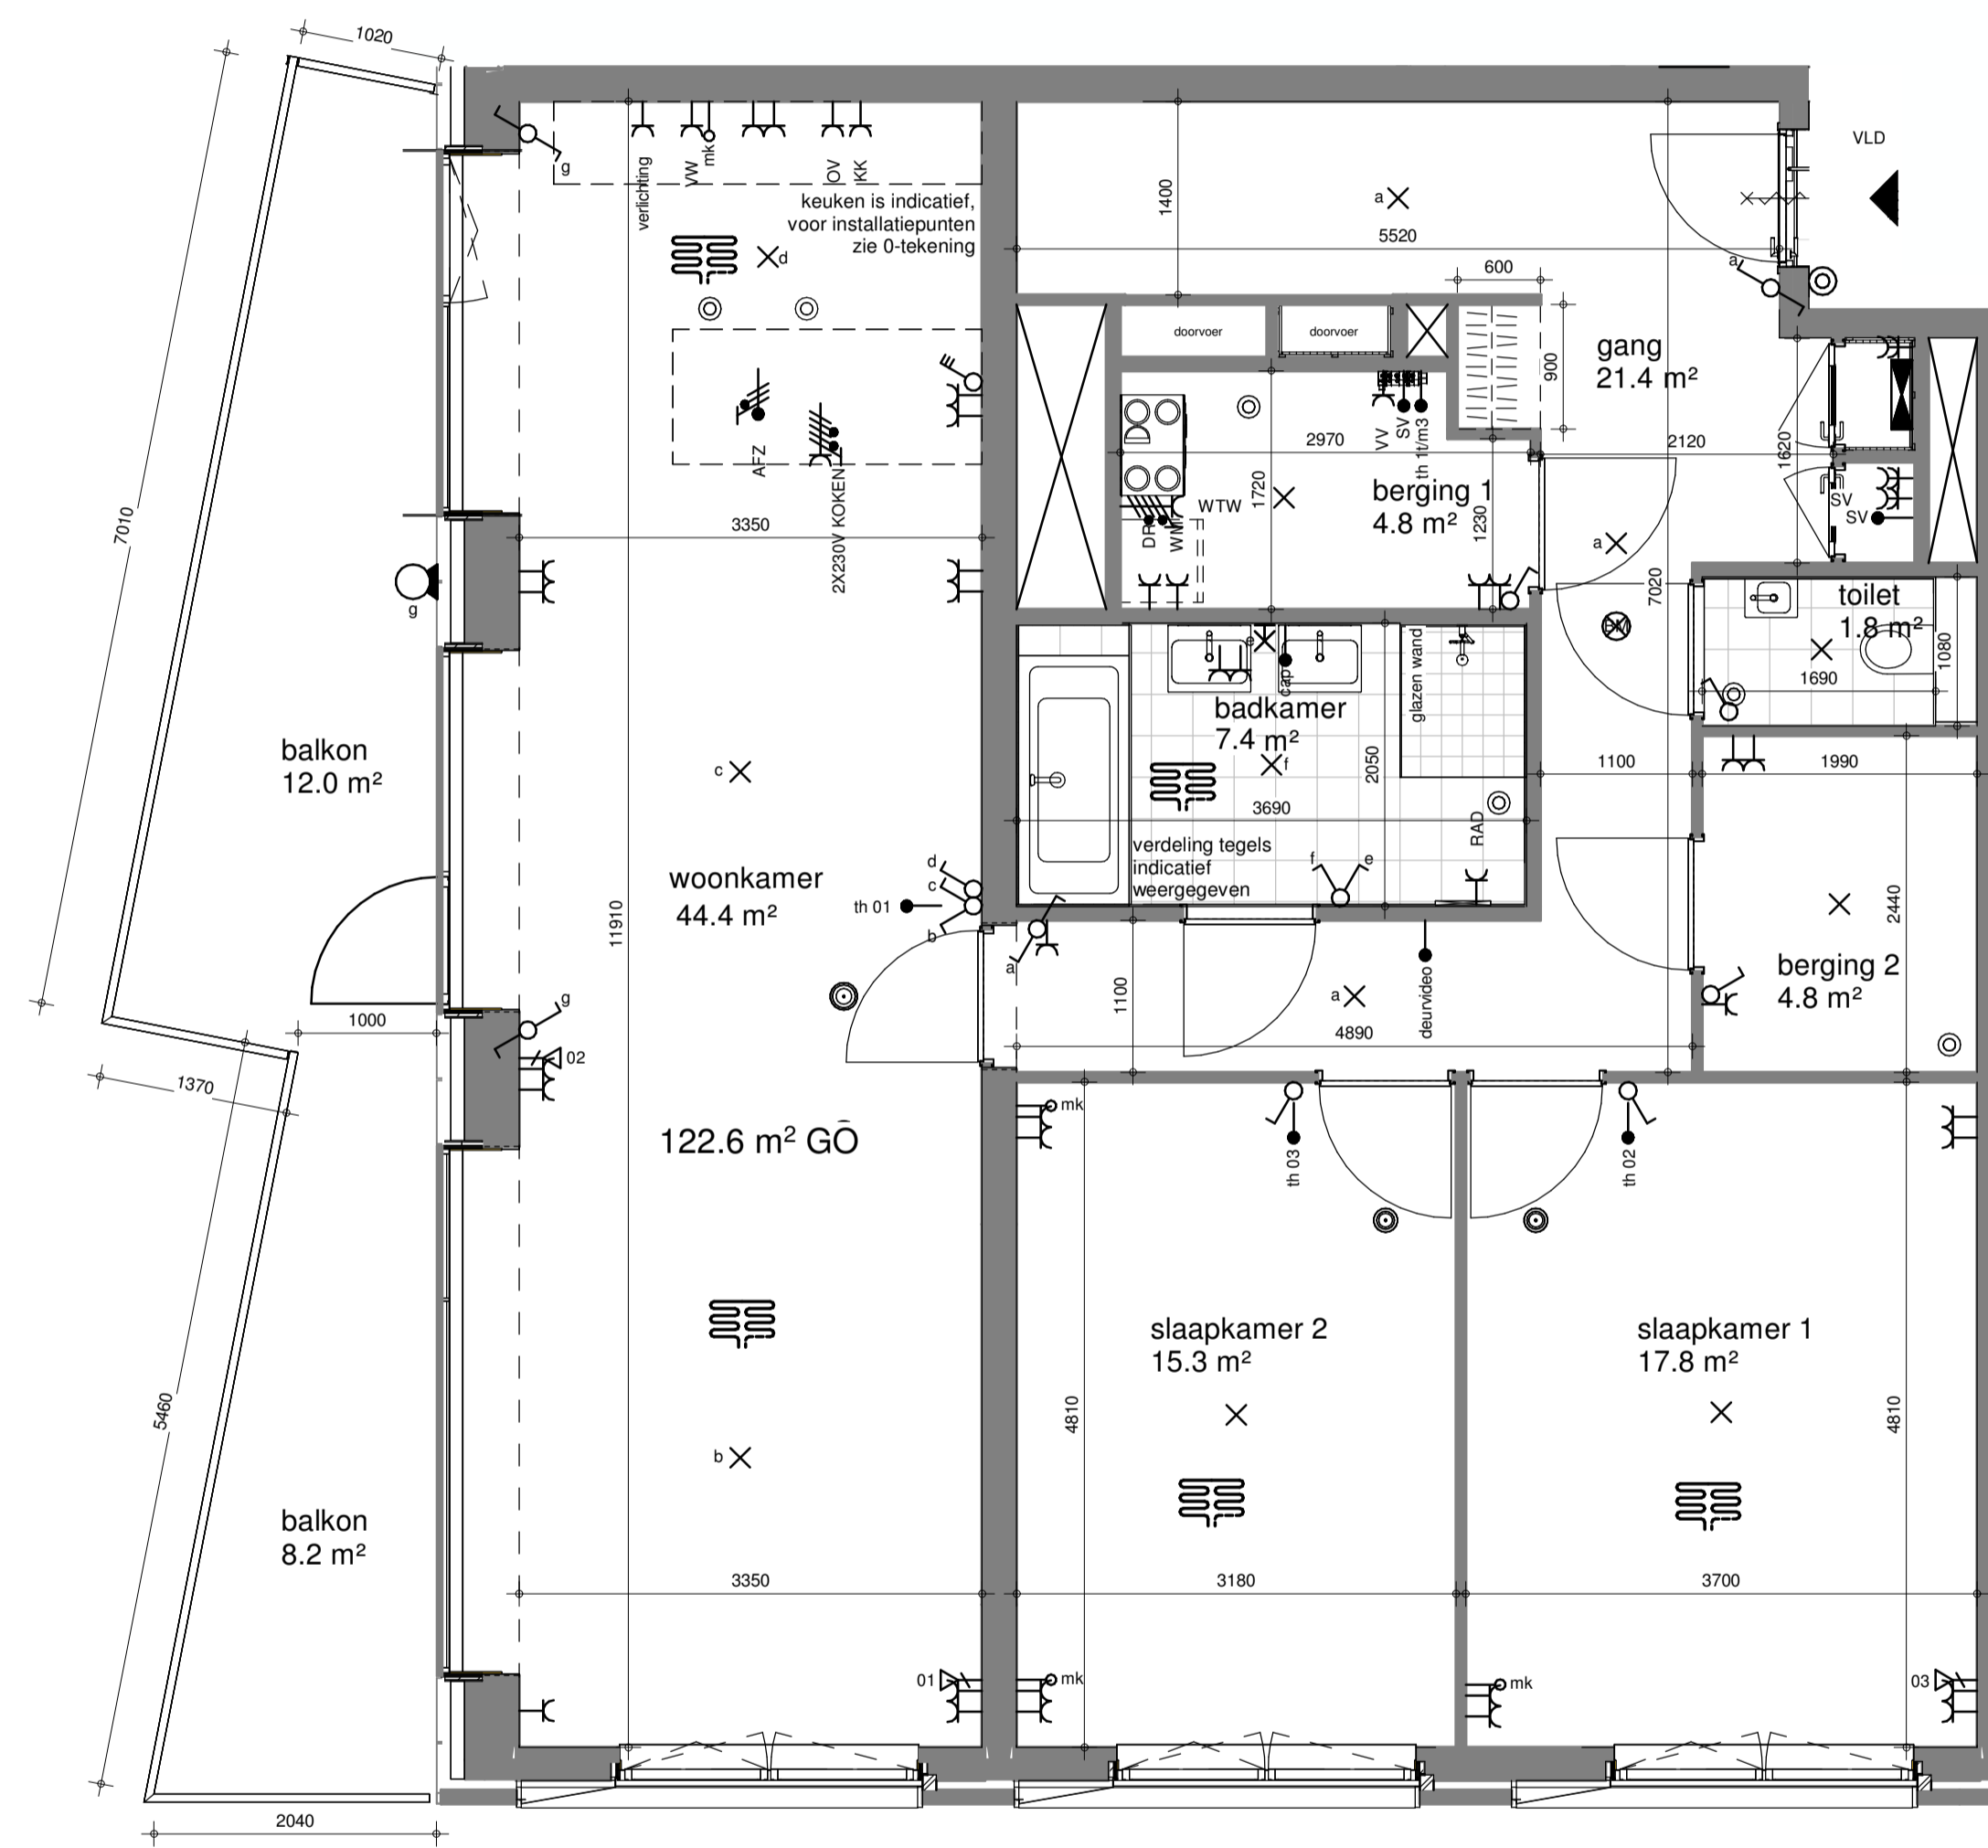 1020
VLD
g
verlichting
VW
mk
OV
KK
keuken is indicatief,
voor installatiepunten
zie 0-tekening
d
1400
a
5520
a
600
doorvoer
doorvoer
900
gang
21.4 m²
7010
AFZ
2X230V KOKEN
3350
2970
VV
SV
th 1t/m3
2120
1620
1720
berging 1
4.8 m²
1230
WTW
DR
WM
SV
SV
a
7020
g
toilet
1.8 m²
1080
1690
e
cap
glazen wand
badkamer
7.4 m²
f
2050
3690
RAD
verdeling tegels
indicatief
weergegeven
f
e
1100
1990
balkon
12.0 m²
c
woonkamer
44.4 m²
11910
d
c
th 01
b
a
2440
berging 2
4.8 m²
1000
g
02
1370
1100
a
deurvideo
4890
122.6 m² GO
mk
th 03
th 02
slaapkamer 2
15.3 m²
slaapkamer 1
17.8 m²
5460
4810
4810
b
balkon
8.2 m²
3350
3180
3700
01
mk
mk
03
2040